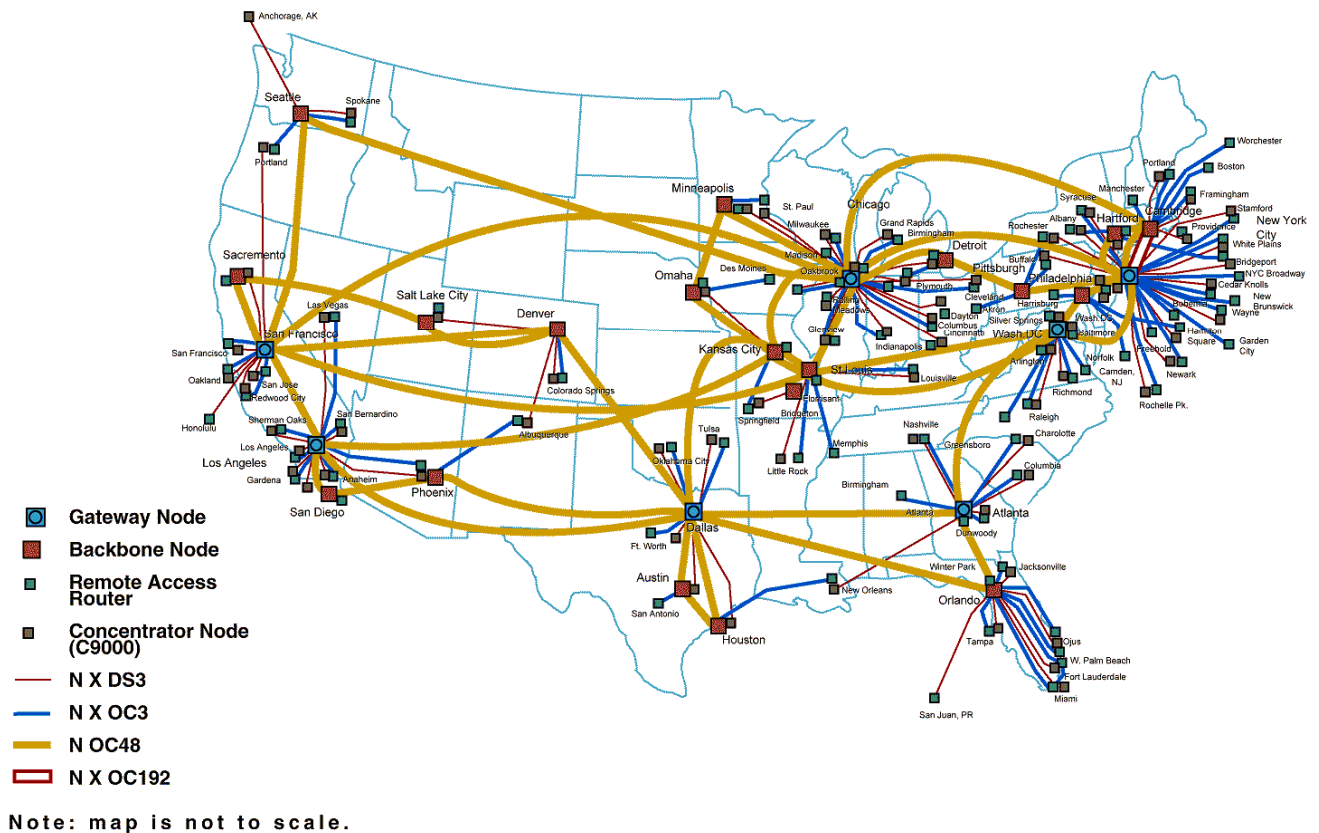 Anchorage, AK
Seattle
Spokane
Portland
Worchester
Portland
Boston
Minneapolis
St. Paul
Chicago
Manchester
Framingham
Syracuse
Stamford
Albany
Hartford
Cambridge
New York
City
Milwaukee
Grand Rapids
Birmingham
Rochester
Providence
White Plains
Madison
Detroit
Sacramento
Des Moines
Oakbrook
Buffalo
Bridgeport
Omaha
Pittsburgh
Philadelphia
NYC Broadway
Plymouth
Cleveland
Cedar Knolls
Salt Lake City
Las Vegas
Rolling
Meadows
Akron
Harrisburg
New
Brunswick
Denver
Dayton
Silver Springs
Wash DC
Wayne
San Francisco
Glenview
Columbus
Cincinnati
Wash DC
Baltimore
Hamilton
Square
Garden
City
Kansas City
Indianapolis
Arlington
Norfolk
Freehold
San Francisco
St Louis
Camden,
NJ
Newark
Oakland
San Jose
Redwood City
Colorado Springs
Louisville
Richmond
Rochelle Pk.
Florisant
Bridgeton
Honolulu
Sherman Oaks
San Bernardino
Albuquerque
Springfield
Raleigh
Los Angeles
Los Angeles
Tulsa
Memphis
Nashville
Greensboro
Charolotte
Oklahoma City
Little Rock
Columbia
Gardena
Anaheim
Phoenix
Birmingham
San Diego
Atlanta
Atlanta
Gateway Node
Dallas
Dunwoody
Backbone Node
Ft. Worth
Winter Park
Jacksonville
Remote Access
Router
Austin
San Antonio
New Orleans
Orlando
Concentrator Node
(C9000)
Houston
Tampa
Ojus
W. Palm Beach
Fort Lauderdale
Miami
San Juan, PR
N X DS3
N X OC3
N OC48
N X OC192
Note: map is not to scale.